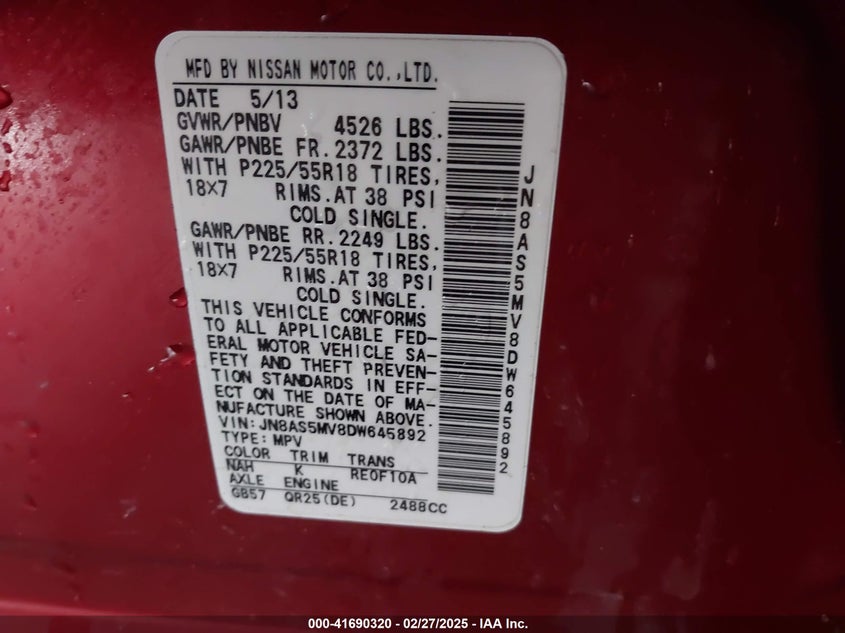 MFD BY NISSAN MOTOR CO.,LTD.
DATE 5/13
GVWR/PNBV 4526 LBS.
GAWR/PNBE FR. 2372 LBS.
WITH P225/55R18 TIRES,
18X7 RIMS. AT 38 PSI
COLD SINGLE.
GAWR/PNBE RR. 2249 LBS.
WITH P225/55R18 TIRES,
18X7 RIMS. AT 38 PSI
COLD SINGLE.
THIS VEHICLE CONFORMS
TO ALL APPLICABLE FED-
ERAL MOTOR VEHICLE SA-
FETY AND THEFT PREVEN-
TION STANDARDS IN EFF-
ECT ON THE DATE OF MA-
NUFACTURE SHOWN ABOVE.
VIN: JN8AS5MV8DW645892
TYPE: MPV
COLOR TRIM TRANS
NAH K RE0F10A
AXLE ENGINE
GB57 QR25(DE) 2488CC
JN8AS5MV8DW645892
000-41690320 - 02/27/2025 - IAA Inc.